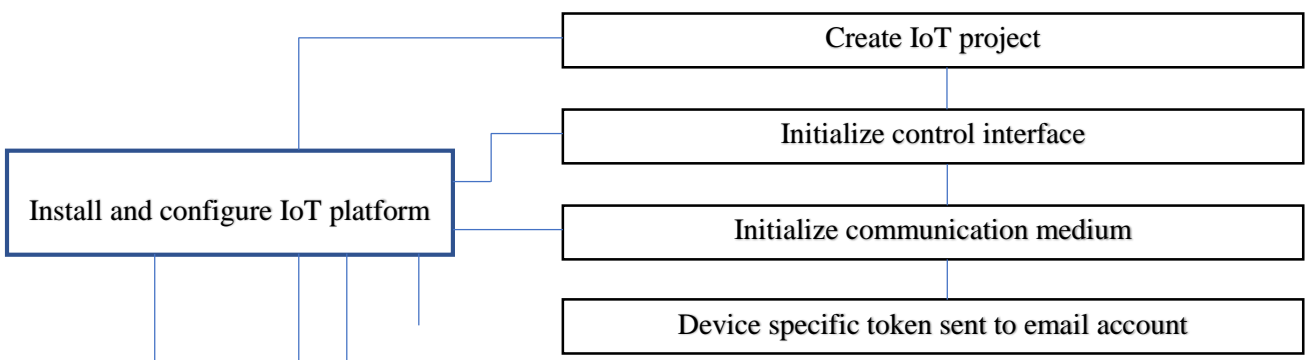 Create IoT project
Initialize control interface
Install and configure IoT platform
Initialize communication medium
Device specific token sent to email account